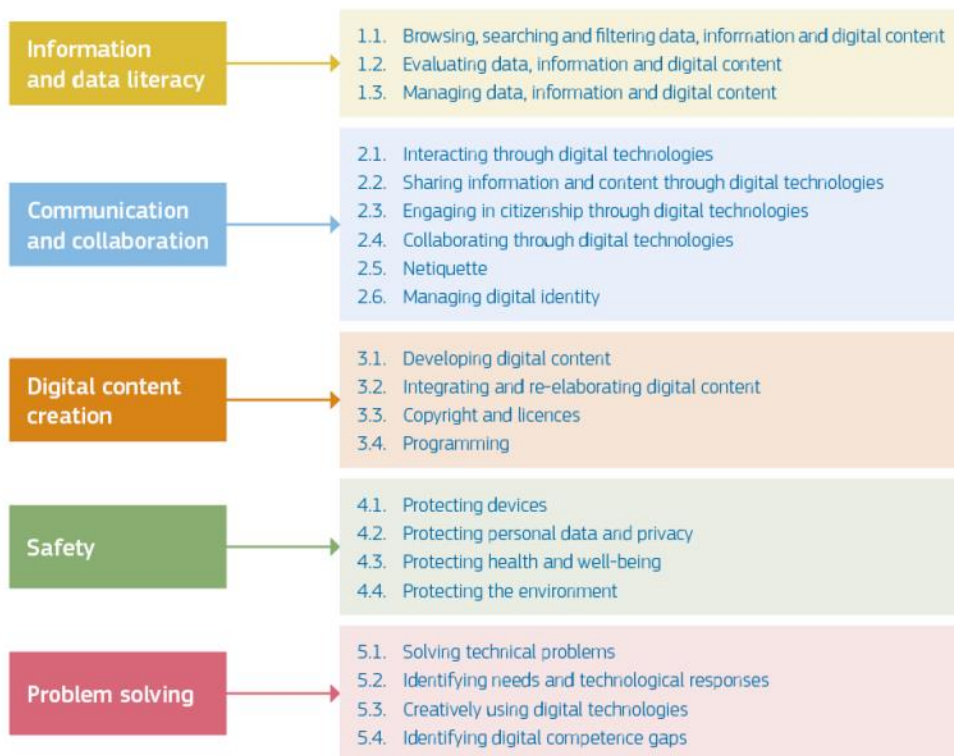 Information
and data literacy
1.1. Browsing, searching and filtering data, information and digital content
1.2. Evaluating data, information and digital content
1.3. Managing data, information and digital content
Communication
and collaboration
2.1. Interacting through digital technologies
2.2. Sharing information and content through digital technologies
2.3. Engaging in citizenship through digital technologies
2.4. Collaborating through digital technologies
2.5. Netiquette
2.6. Managing digital identity
Digital content
creation
3.1. Developing digital content
3.2. Integrating and re-elaborating digital content
3.3. Copyright and licences
3.4. Programming
Safety
4.1. Protecting devices
4.2. Protecting personal data and privacy
4.3. Protecting health and well-being
4.4. Protecting the environment
Problem solving
5.1. Solving technical problems
5.2. Identifying needs and technological responses
5.3. Creatively using digital technologies
5.4. Identifying digital competence gaps